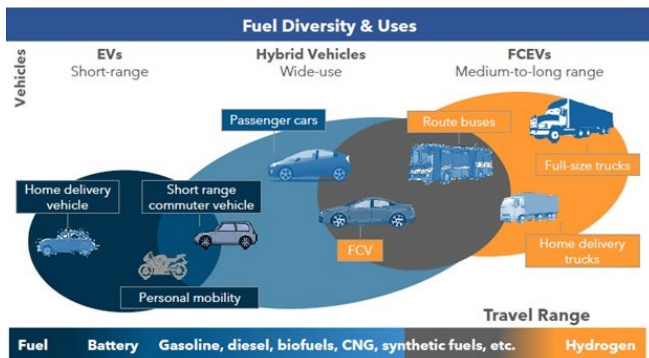 Fuel Diversity & Uses
Vehicles
EVs
Short-range
Hybrid Vehicles
Wide-use
FCEVs
Medium-to-long range
Passenger cars
Route buses
Full-size trucks
Home delivery
vehicle
Short range
commuter vehicle
FCV
Home delivery
trucks
Personal mobility
Travel Range
Fuel
Battery
Gasoline, diesel, biofuels, CNG, synthetic fuels, etc.
Hydrogen